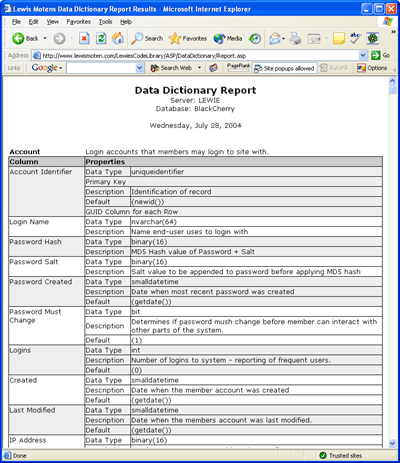 Lewis Motens Data Dictionary Report Results - Microsoft Internet Explorer
File Edit View Favorites Tools Help
Back Search Favorites Media
Address http://www.lewismoten.com/LewiesCodeLibrary/ASP/DataDictionary/Report.asp
Links Google Search Web PageRank Site popups allowed AutoFill Options
Data Dictionary Report
Server: LEWIE
Database: BlackCherry
Wednesday, July 28, 2004
Account Login accounts that members may login to site with.
Column Properties
Account Identifier Data Type uniqueidentifier
Primary Key
Description Identification of record
Default (newid())
GUID Column for each Row
Login Name Data Type nvarchar(64)
Description Name end-user uses to login with
Password Hash Data Type binary(16)
Description MD5 Hash value of Password + Salt
Password Salt Data Type binary(16)
Description Salt value to be appended to password before applying MD5 hash
Password Created Data Type smalldatetime
Description Date when most recent password was created
Default (getdate())
Password Must Change Data Type bit
Description Determines if password mush change before member can interact with
other parts of the system.
Default (1)
Logins Data Type int
Description Number of logins to system - reporting of frequent users.
Default (0)
Created Data Type smalldatetime
Description Date when the member account was created
Default (getdate())
Last Modified Data Type smalldatetime
Description Date when the members account was last modified.
Default (getdate())
IP Address Data Type binary(16)
Done Trusted sites